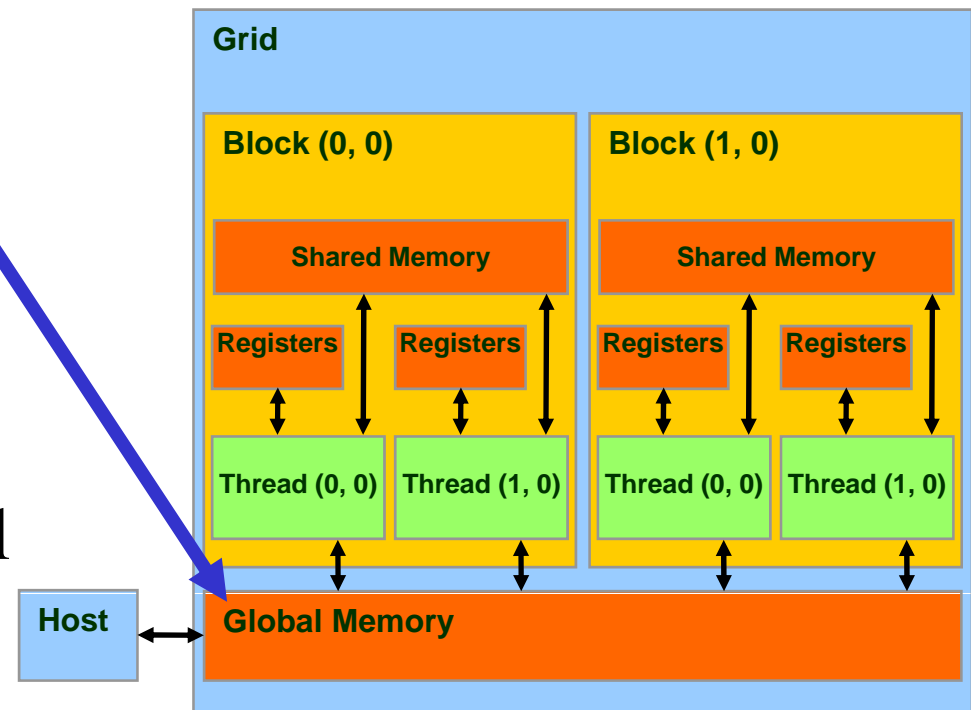 Grid
Block (0, 0)
Block (1, 0)
Shared Memory
Shared Memory
Registers
Registers
Registers
Registers
Thread (0, 0)
Thread (1, 0)
Thread (0, 0)
Thread (1, 0)
Host
Global Memory